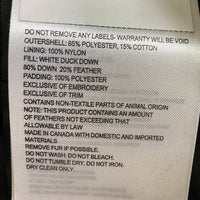 DO NOT REMOVE ANY LABELS- WARRANTY WILL BE VOID
OUTERSHELL: 85% POLYESTER, 15% COTTON
LINING: 100% NYLON
FILL: WHITE DUCK DOWN
80% DOWN 20% FEATHER
PADDING: 100% POLYESTER
EXCLUSIVE OF EMBROIDERY
EXCLUSIVE OF TRIM
CONTAINS NON-TEXTILE PARTS OF ANIMAL ORIGIN
NOTE: THIS PRODUCT CONTAINS AN AMOUNT
OF FEATHERS NOT EXCEEDING THAT
ALLOWABLE BY LAW
MADE IN CANADA WITH DOMESTIC AND IMPORTED
MATERIALS
REMOVE FUR IF POSSIBLE.
DO NOT WASH. DO NOT BLEACH.
DO NOT TUMBLE DRY. DO NOT IRON.
DRY CLEAN ONLY.